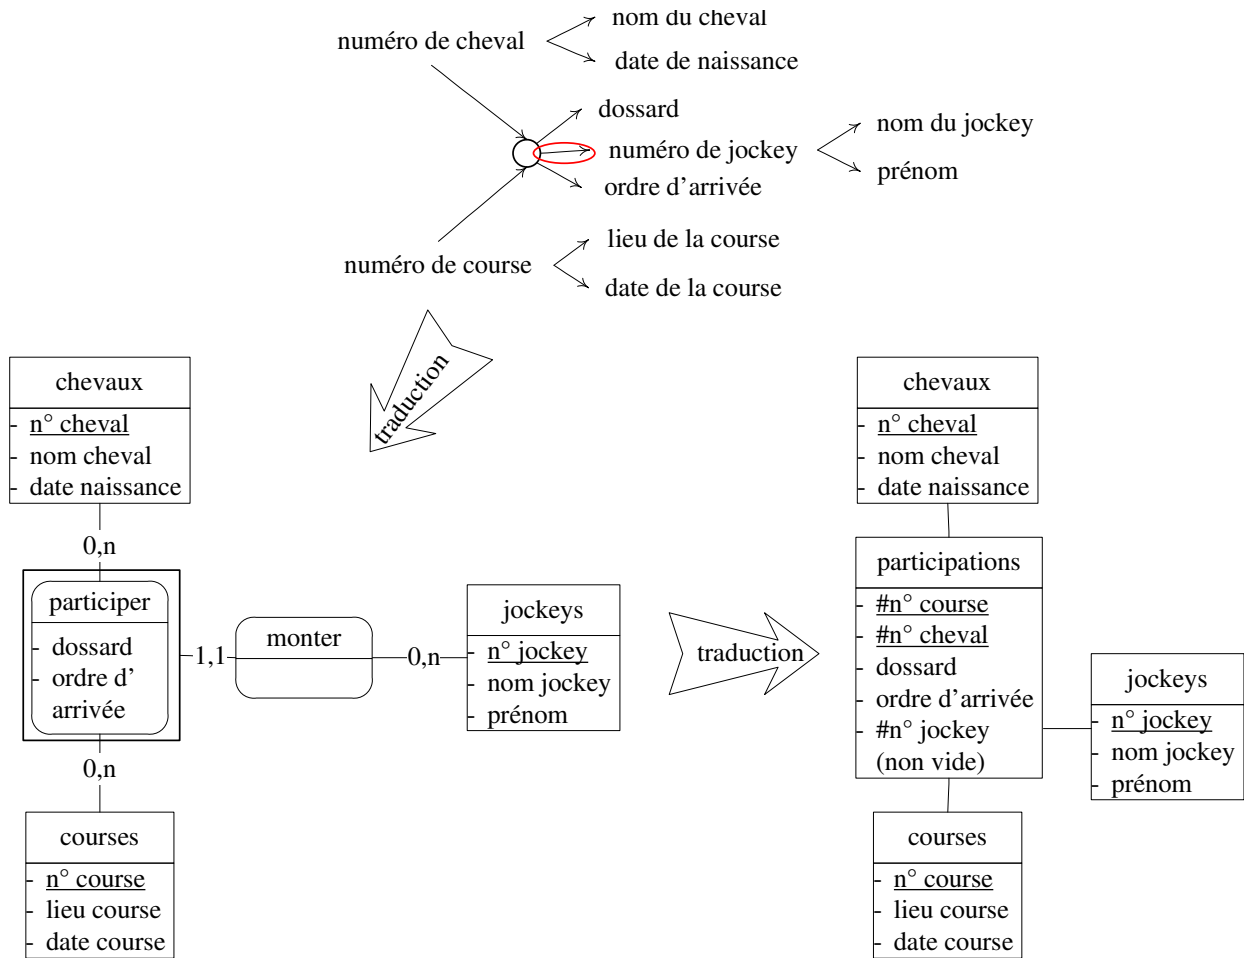 nom du cheval
numéro de cheval
date de naissance
dossard
nom du jockey
numéro de jockey
prénom
ordre d'arrivée
lieu de la course
numéro de course
date de la course
traduction
chevaux
- n° cheval
- nom cheval
- date naissance
0,n
participer
- dossard
- ordre d'
arrivée
1,1
monter
0,n
jockeys
- n° jockey
- nom jockey
- prénom
0,n
courses
- n° course
- lieu course
- date course
traduction
chevaux
- n° cheval
- nom cheval
- date naissance
participations
- #n° course
- #n° cheval
- dossard
- ordre d'arrivée
- #n° jockey
(non vide)
jockeys
- n° jockey
- nom jockey
- prénom
courses
- n° course
- lieu course
- date course